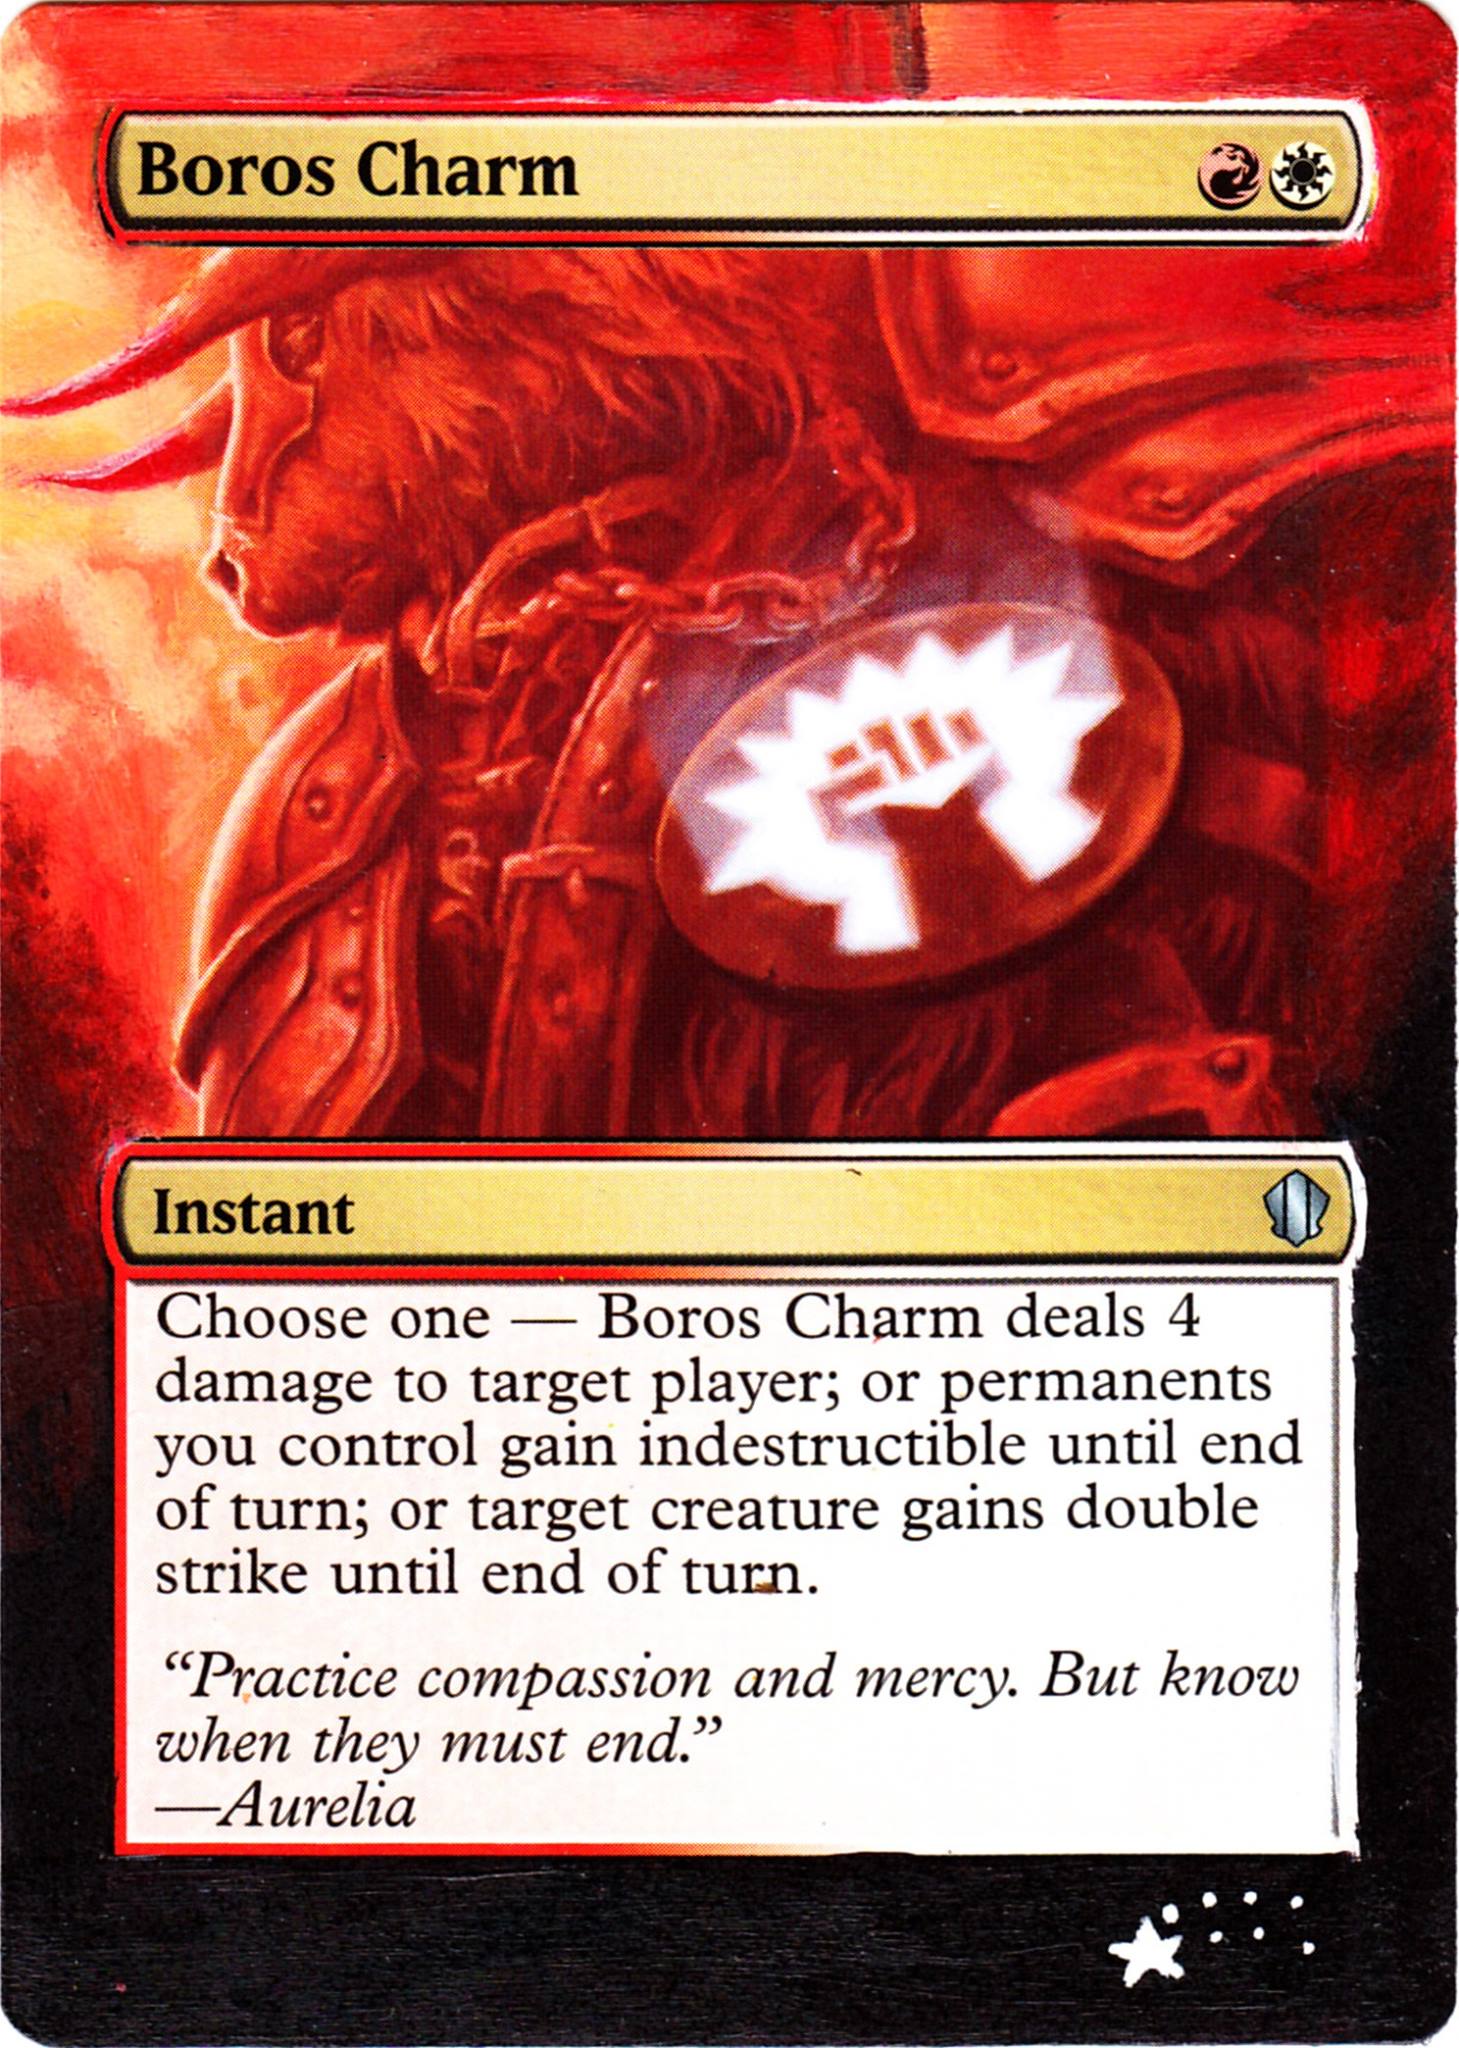 Boros Charm
Instant
Choose one — Boros Charm deals 4
damage to target player; or permanents
you control gain indestructible until end
of turn; or target creature gains double
strike until end of turn.
“Practice compassion and mercy. But know
when they must end.”
—Aurelia